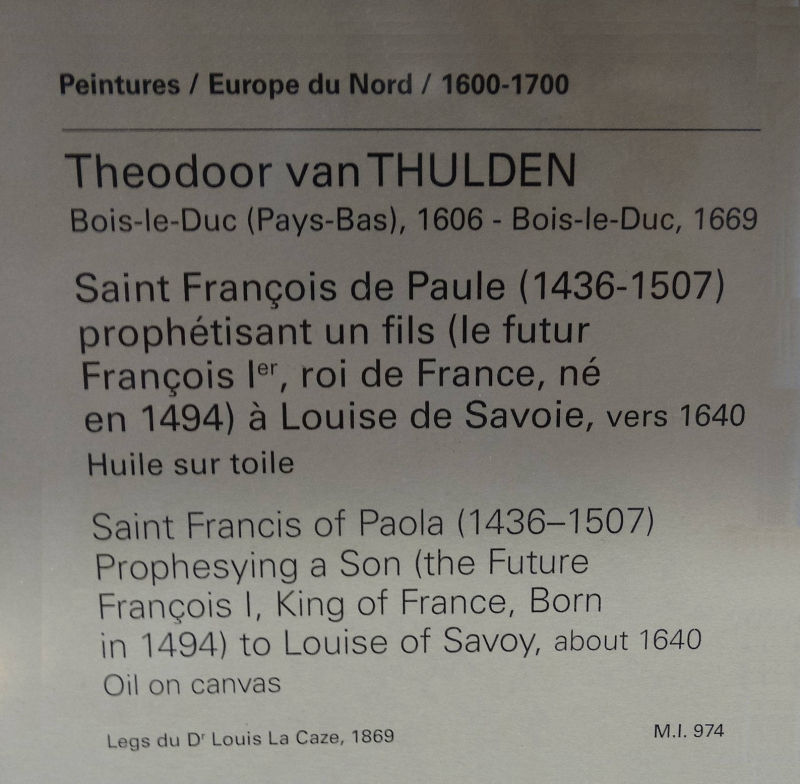 Peintures / Europe du Nord / 1600-1700
Theodoor van THULDEN
Bois-le-Duc (Pays-Bas), 1606 - Bois-le-Duc, 1669
Saint François de Paule (1436-1507)
prophétisant un fils (le futur
François Iᵉʳ, roi de France, né
en 1494) à Louise de Savoie, vers 1640
Huile sur toile
Saint Francis of Paola (1436–1507)
Prophesying a Son (the Future
François I, King of France, Born
in 1494) to Louise of Savoy, about 1640
Oil on canvas
Legs du Dʳ Louis La Caze, 1869
M.I. 974